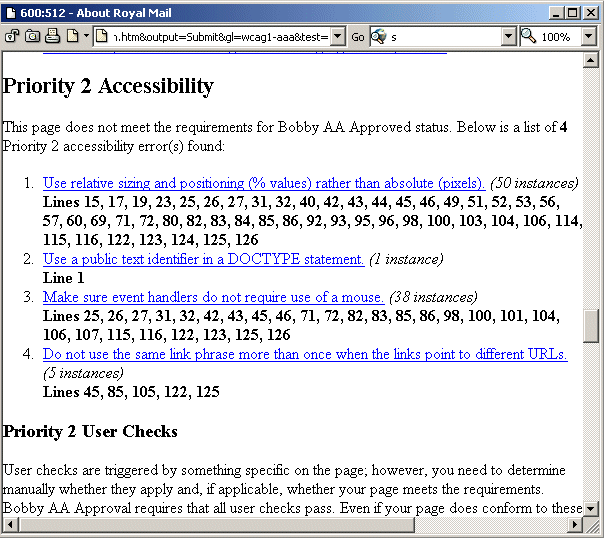 600:512 - About Royal Mail
ı.htm&output=Submit&gl=wcag1-aaa&test= Go s 100%
Priority 2 Accessibility
This page does not meet the requirements for Bobby AA Approved status. Below is a list of 4
Priority 2 accessibility error(s) found:
1. Use relative sizing and positioning (% values) rather than absolute (pixels). (50 instances)
Lines 15, 17, 19, 23, 25, 26, 27, 31, 32, 40, 42, 43, 44, 45, 46, 49, 51, 52, 53, 56,
57, 60, 69, 71, 72, 80, 82, 83, 84, 85, 86, 92, 93, 95, 96, 98, 100, 103, 104, 106, 114,
115, 116, 122, 123, 124, 125, 126
2. Use a public text identifier in a DOCTYPE statement. (1 instance)
Line 1
3. Make sure event handlers do not require use of a mouse. (38 instances)
Lines 25, 26, 27, 31, 32, 42, 43, 45, 46, 71, 72, 82, 83, 85, 86, 98, 100, 101, 104,
106, 107, 115, 116, 122, 123, 125, 126
4. Do not use the same link phrase more than once when the links point to different URLs.
(5 instances)
Lines 45, 85, 105, 122, 125
Priority 2 User Checks
User checks are triggered by something specific on the page; however, you need to determine
manually whether they apply and, if applicable, whether your page meets the requirements.
Bobby AA Approval requires that all user checks pass. Even if your page does conform to these